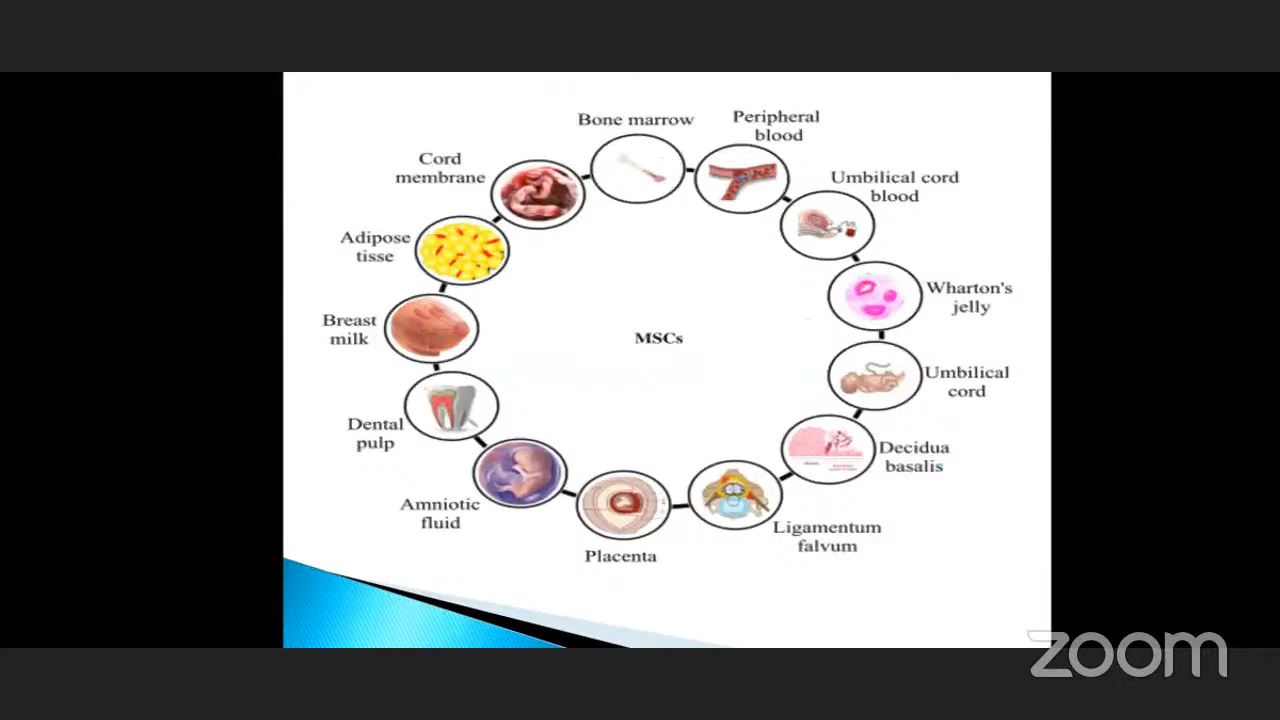 Bone marrow
Peripheral
blood
Umbilical cord
blood
Wharton's
jelly
Umbilical
cord
Decidua
basalis
Ligamentum
falvum
Placenta
Amniotic
fluid
Dental
pulp
Breast
milk
Adipose
tisse
Cord
membrane
MSCs
zoom